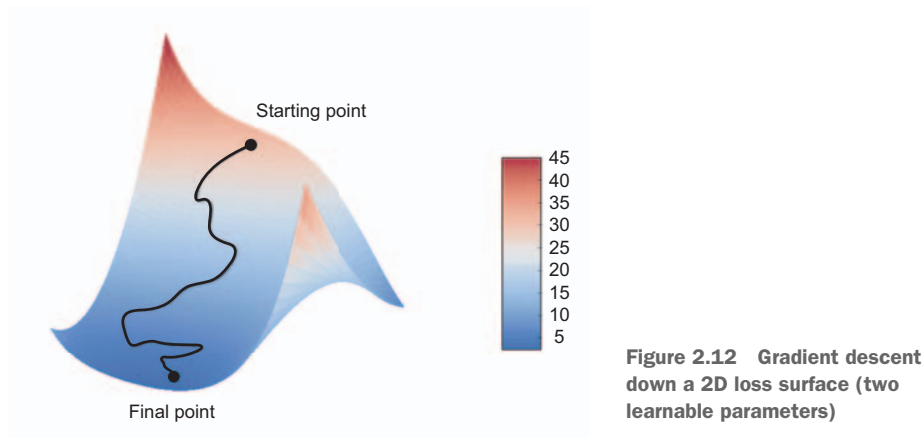 Starting point
45
40
35
30
25
20
15
10
5
Final point
Figure 2.12 Gradient descent
down a 2D loss surface (two
learnable parameters)